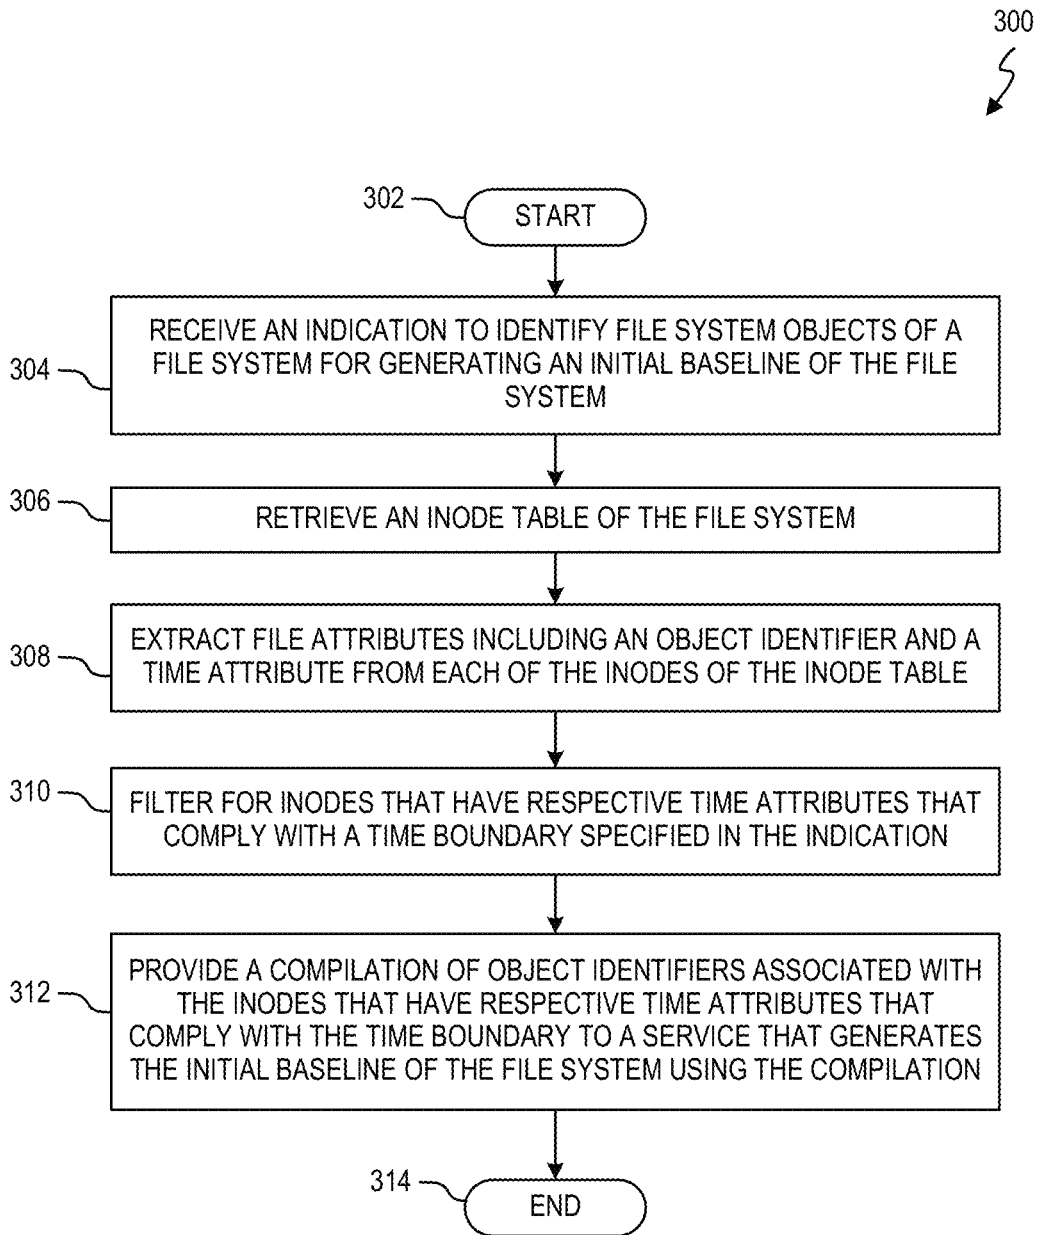 300
302
START
304
RECEIVE AN INDICATION TO IDENTIFY FILE SYSTEM OBJECTS OF A
FILE SYSTEM FOR GENERATING AN INITIAL BASELINE OF THE FILE
SYSTEM
306
RETRIEVE AN INODE TABLE OF THE FILE SYSTEM
308
EXTRACT FILE ATTRIBUTES INCLUDING AN OBJECT IDENTIFIER AND A
TIME ATTRIBUTE FROM EACH OF THE INODES OF THE INODE TABLE
310
FILTER FOR INODES THAT HAVE RESPECTIVE TIME ATTRIBUTES THAT
COMPLY WITH A TIME BOUNDARY SPECIFIED IN THE INDICATION
312
PROVIDE A COMPILATION OF OBJECT IDENTIFIERS ASSOCIATED WITH
THE INODES THAT HAVE RESPECTIVE TIME ATTRIBUTES THAT
COMPLY WITH THE TIME BOUNDARY TO A SERVICE THAT GENERATES
THE INITIAL BASELINE OF THE FILE SYSTEM USING THE COMPILATION
314
END